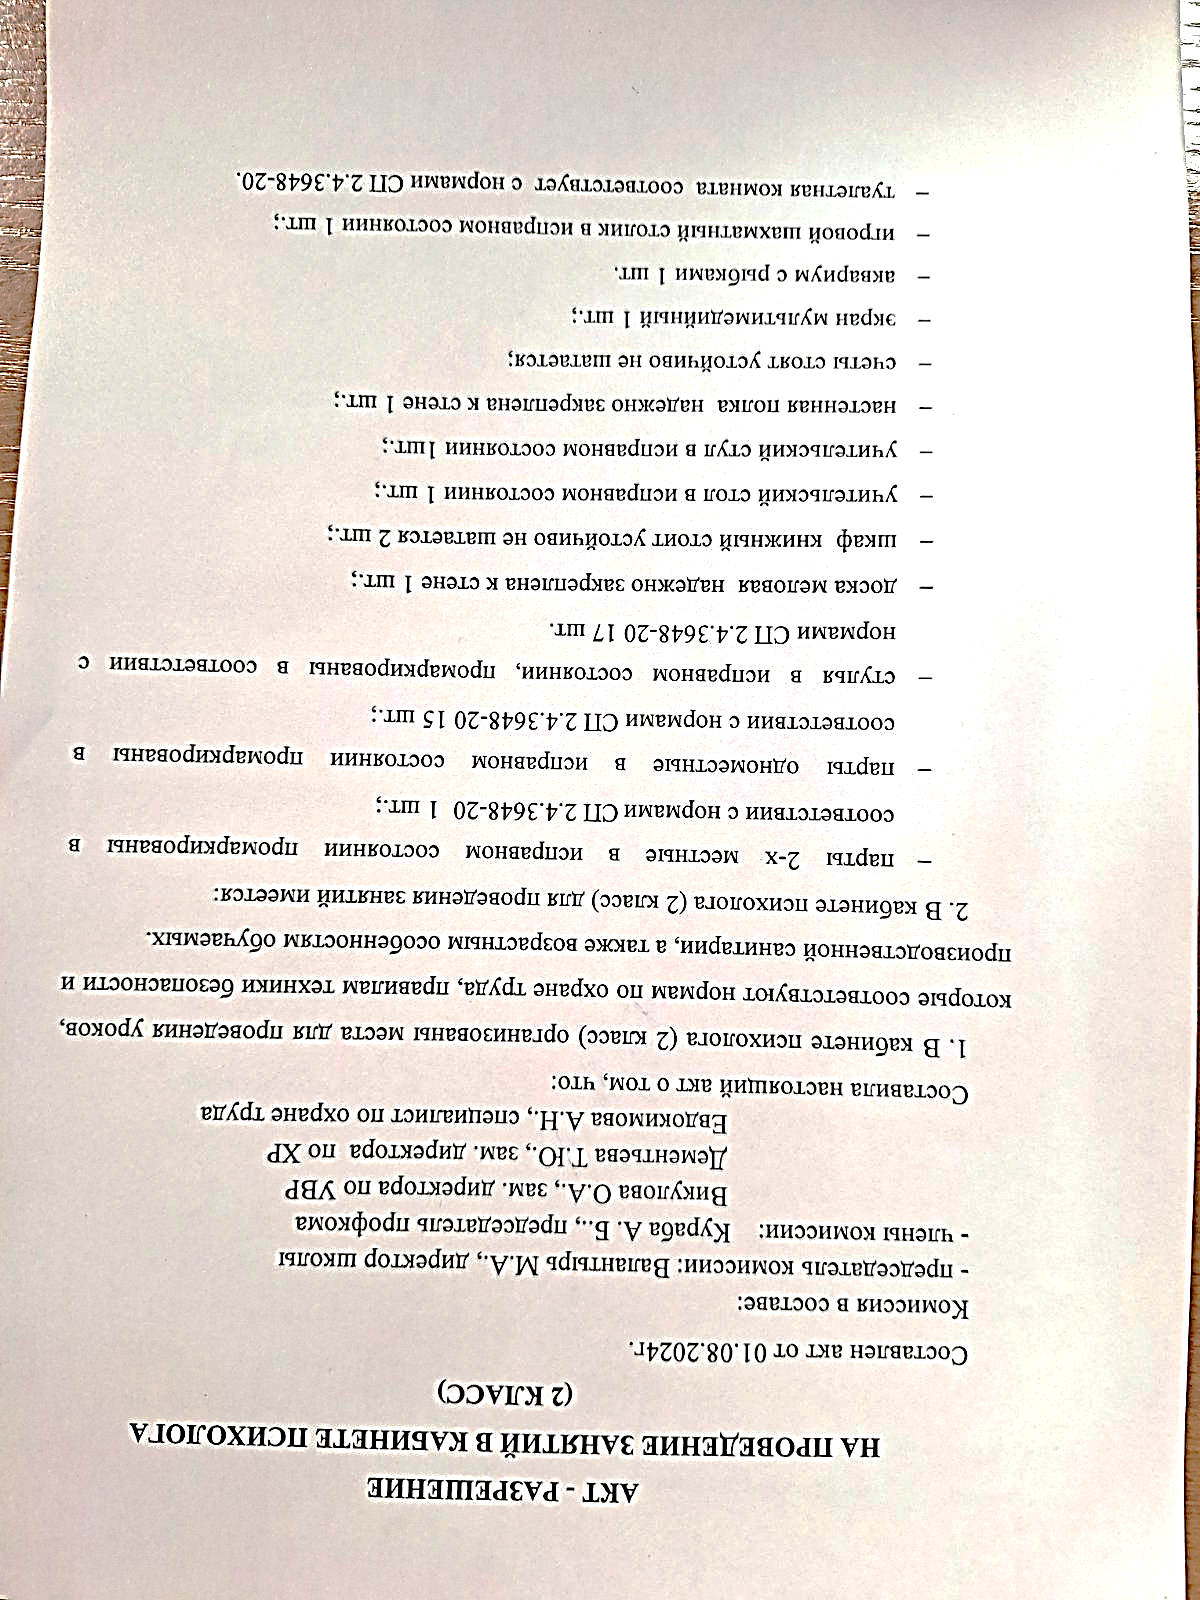 АКТ - РАЗРЕШЕНИЕ
НА ПРОВЕДЕНИЕ ЗАНЯТИЙ В КАБИНЕТЕ ПСИХОЛОГА
(2 КЛАСС)
Составлен акт от 01.08.2024г.
Комиссия в составе:
- председатель комиссии: Валантырь М.А., директор школы
- члены комиссии: Кураба А. Б.., председатель профкома
Викулова О.А., зам. директора по УВР
Дементьева Т.Ю., зам. директора по ХР
Евдокимова А.Н., специалист по охране труда
Составила настоящий акт о том, что:
1. В кабинете психолога (2 класс) организованы места для проведения уроков,
которые соответствуют нормам по охране труда, правилам техники безопасности и
производственной санитарии, а также возрастным особенностям обучаемых.
2. В кабинете психолога (2 класс) для проведения занятий имеется:
– парты 2-х местные в исправном состоянии промаркированы в
соответствии с нормами СП 2.4.3648-20 1 шт.;
– парты одноместные в исправном состоянии промаркированы в
соответствии с нормами СП 2.4.3648-20 15 шт.;
– стулья в исправном состоянии, промаркированы в соответствии с
нормами СП 2.4.3648-20 17 шт.
– доска меловая надежно закреплена к стене 1 шт.;
– шкаф книжный стоит устойчиво не шатается 2 шт.;
– учительский стол в исправном состоянии 1 шт.;
– учительский стул в исправном состоянии 1шт.;
– настенная полка надежно закреплена к стене 1 шт.;
– счеты стоят устойчиво не шатается;
– экран мультимедийный 1 шт.;
– аквариум с рыбками 1 шт.
– игровой шахматный столик в исправном состоянии 1 шт.;
– туалетная комната соответствует с нормами СП 2.4.3648-20.